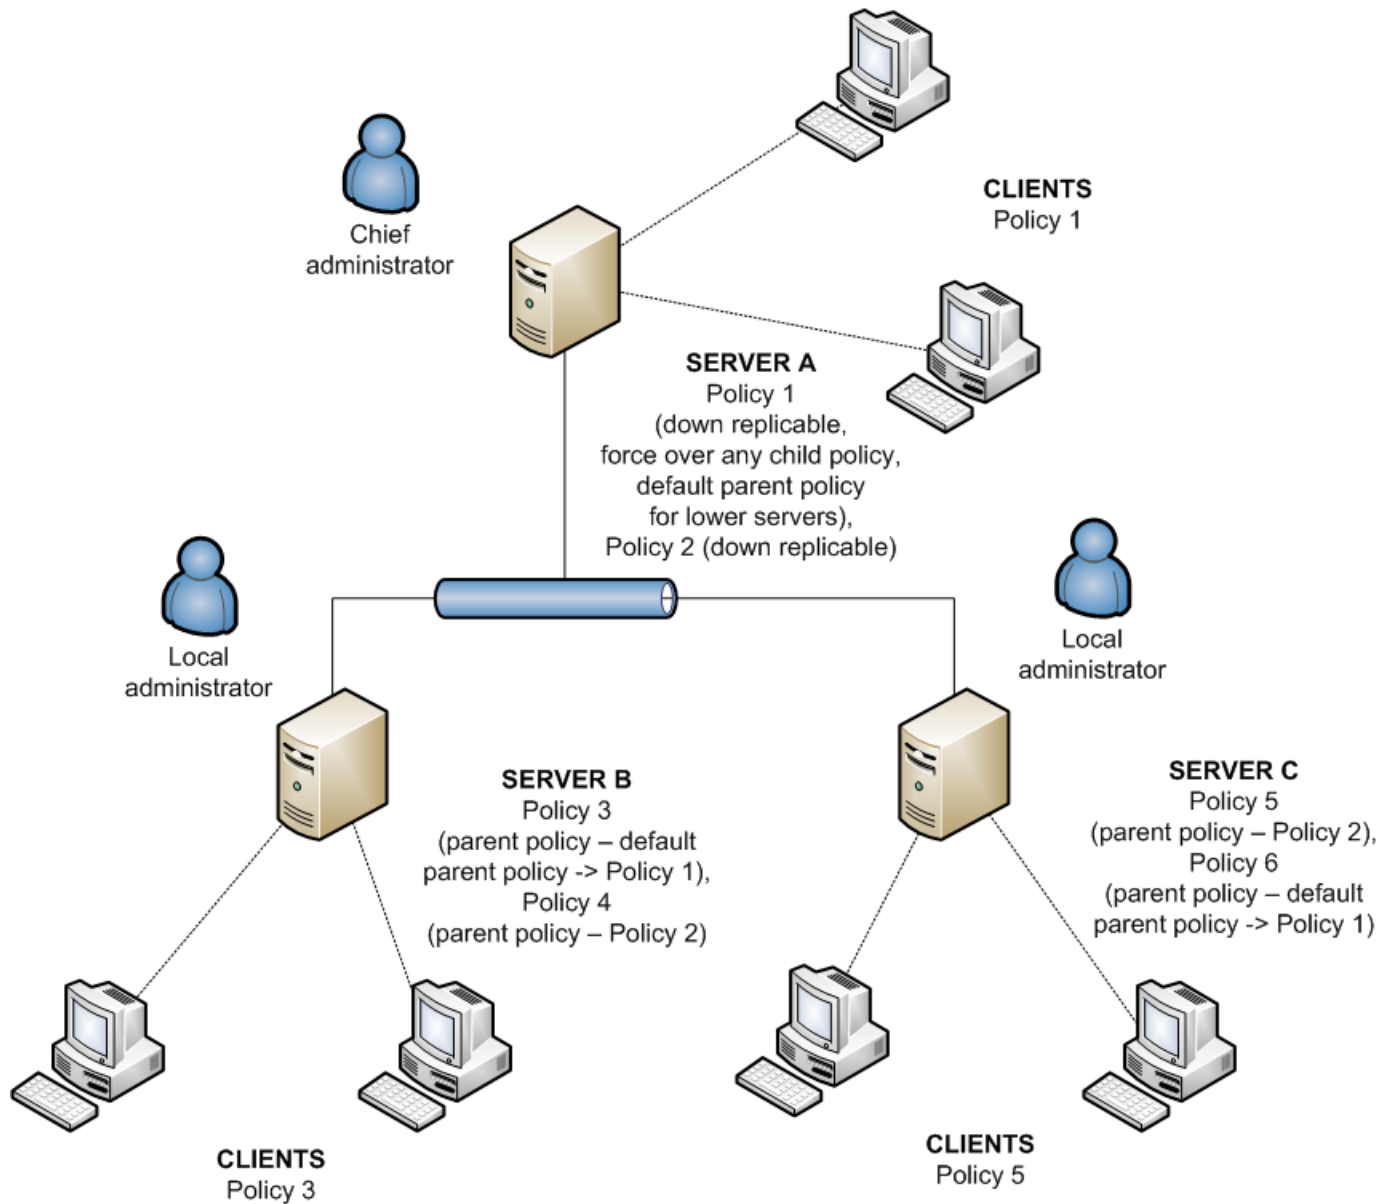 CLIENTS
Policy 1
Chief
administrator
SERVER A
Policy 1
(down replicable,
force over any child policy,
default parent policy
for lower servers),
Policy 2 (down replicable)
Local
administrator
Local
administrator
SERVER B
Policy 3
(parent policy – default
parent policy -> Policy 1),
Policy 4
(parent policy – Policy 2)
SERVER C
Policy 5
(parent policy – Policy 2),
Policy 6
(parent policy – default
parent policy -> Policy 1)
CLIENTS
Policy 3
CLIENTS
Policy 5